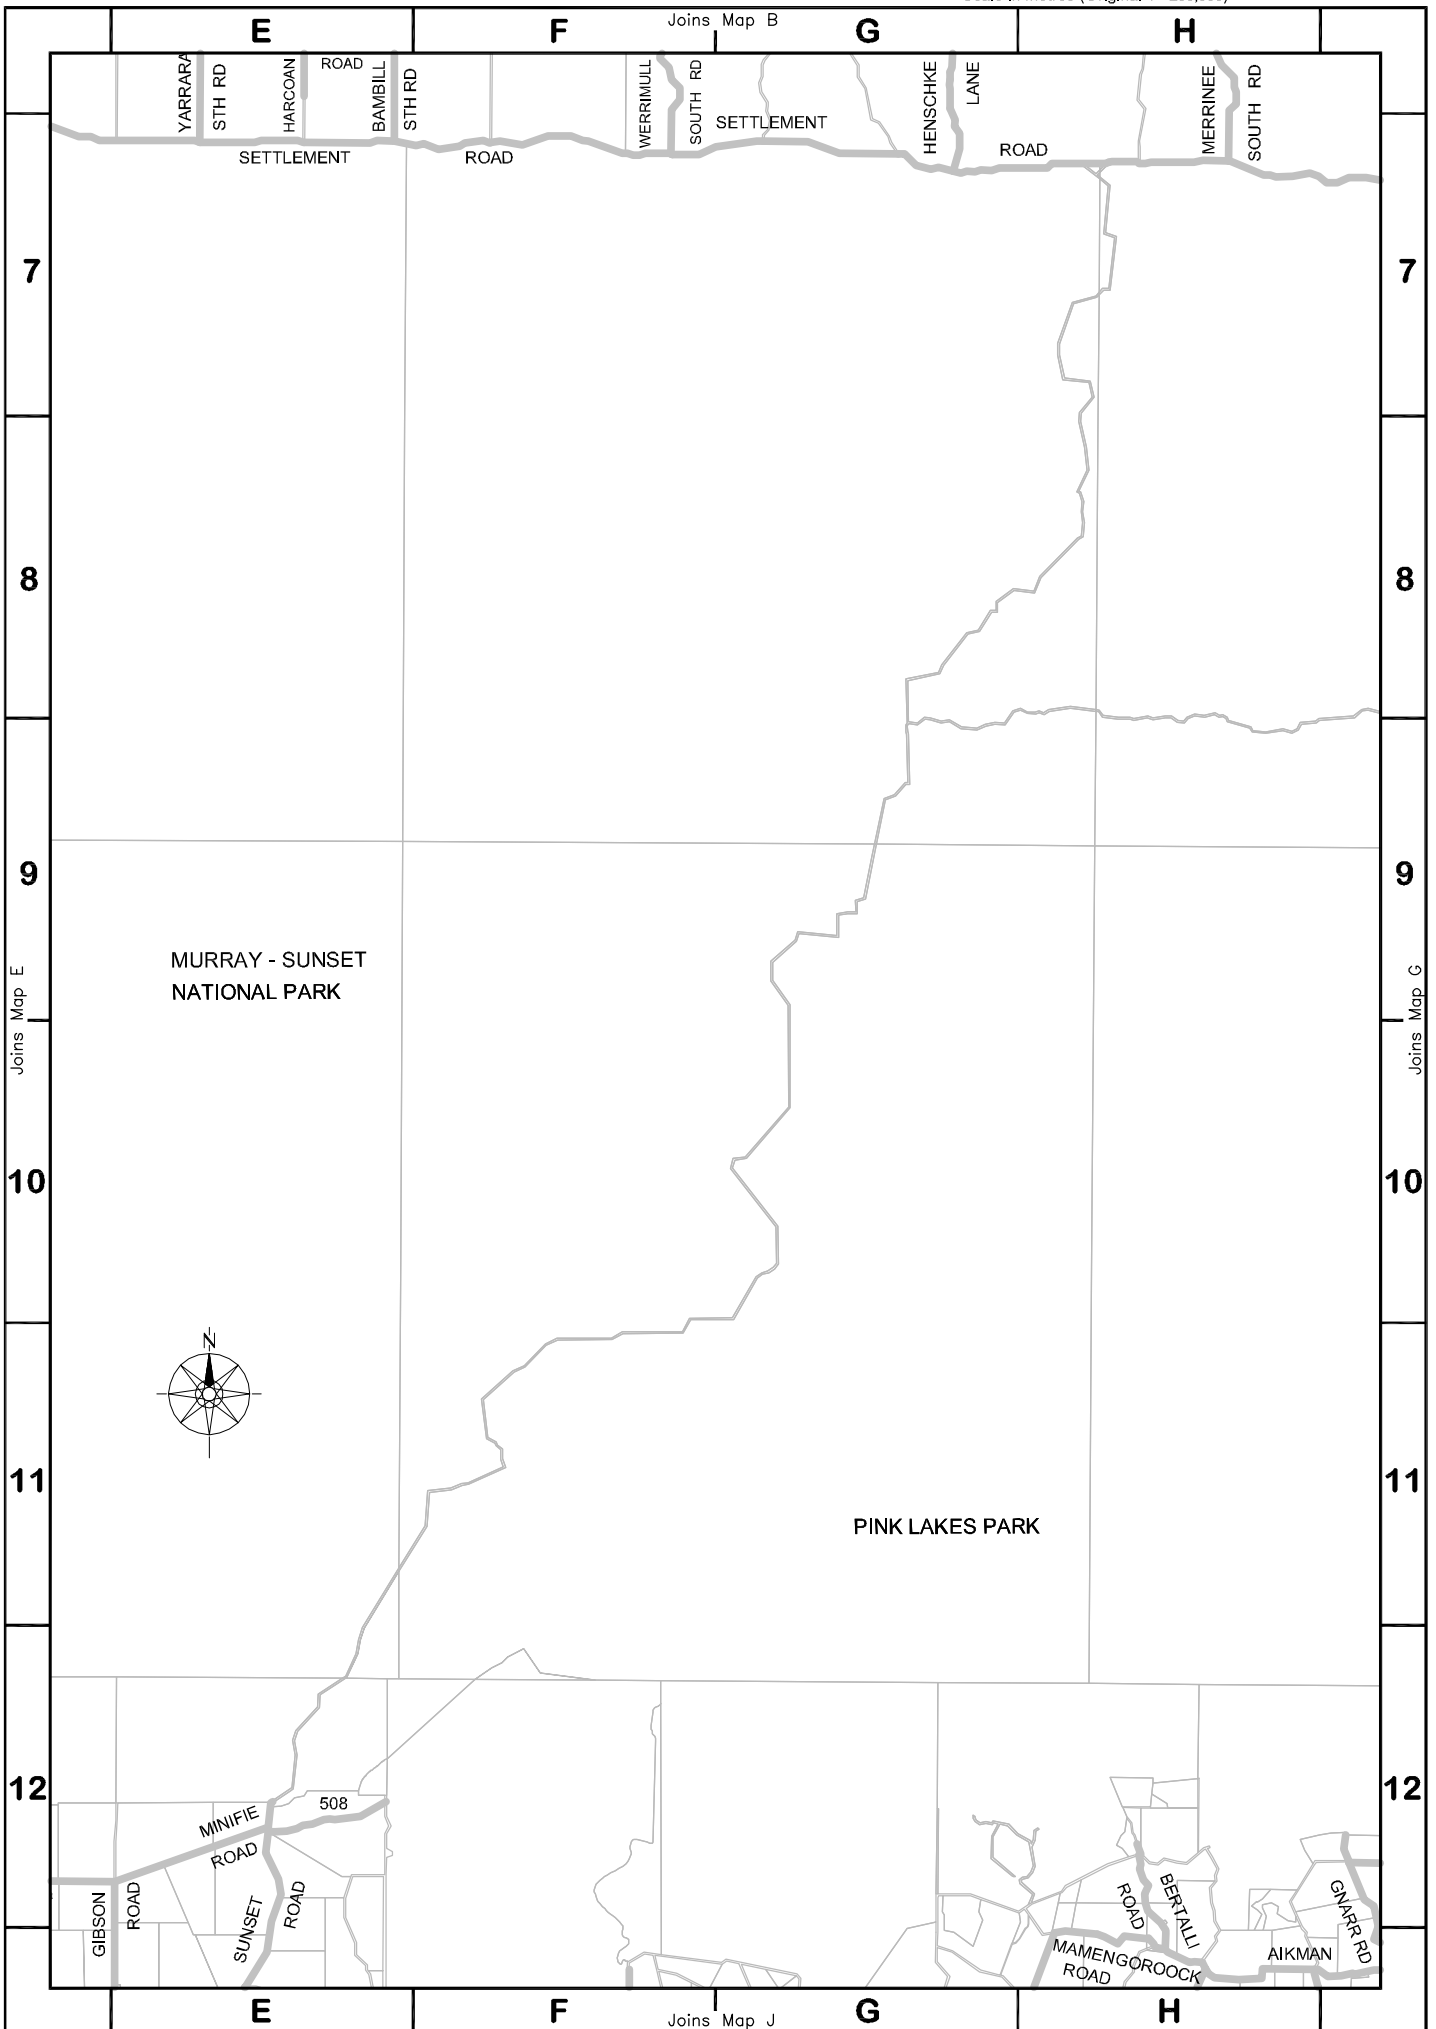 Joins Map B
E F G H
YARRARA
STH RD
HARCOAN
ROAD
BAMBILL
STH RD
WERRIMULL
SOUTH RD
SETTLEMENT
HENSCHKE
LANE
MERRINEE
SOUTH RD
SETTLEMENT
ROAD
ROAD
7 7
8 8
9 9
MURRAY - SUNSET
NATIONAL PARK
Joins Map E
Joins Map G
10 10
N
11 11
PINK LAKES PARK
12 12
508
MINIFIE
ROAD
GIBSON
ROAD
SUNSET
ROAD
ROAD
BERTALLI
GNARR RD
MAMENGOROOCK
ROAD
AIKMAN
E F G H
Joins Map J